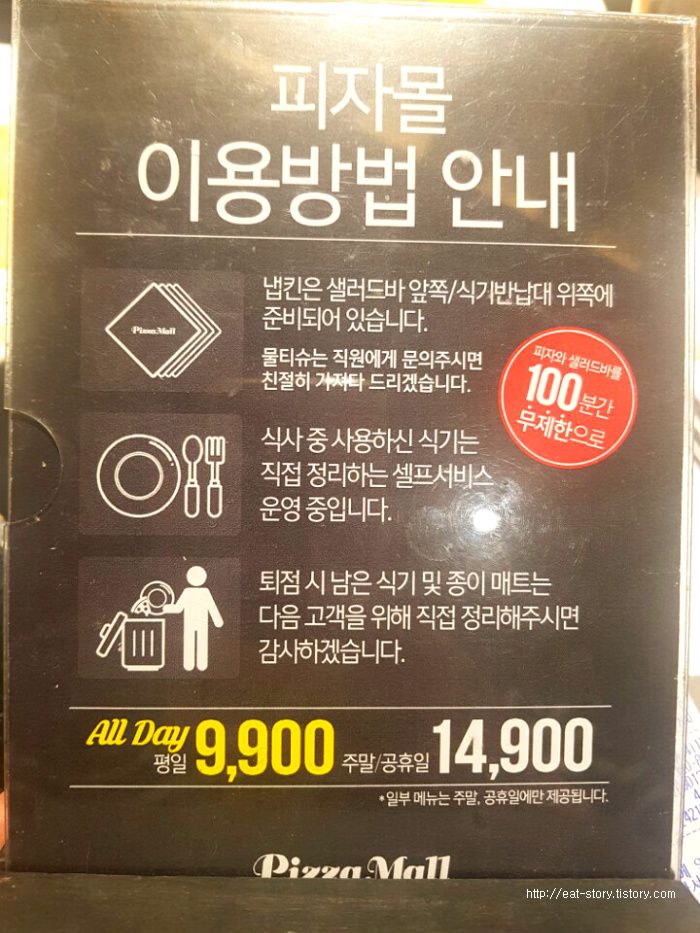 피자몰
이용방법 안내
Pizza Mall
냅킨은 샐러드바 앞쪽/식기반납대 위쪽에
준비되어 있습니다.
물티슈는 직원에게 문의주시면
친절히 가져다 드리겠습니다.
피자와 샐러드바를
100분간
무제한으로
식사 중 사용하신 식기는
직접 정리하는 셀프서비스
운영 중입니다.
퇴점 시 남은 식기 및 종이 매트는
다음 고객을 위해 직접 정리해주시면
감사하겠습니다.
All Day
평일 9,900 주말/공휴일 14,900
*일부 메뉴는 주말, 공휴일에만 제공됩니다.
Pizza Mall
http://eat-story.tistory.com